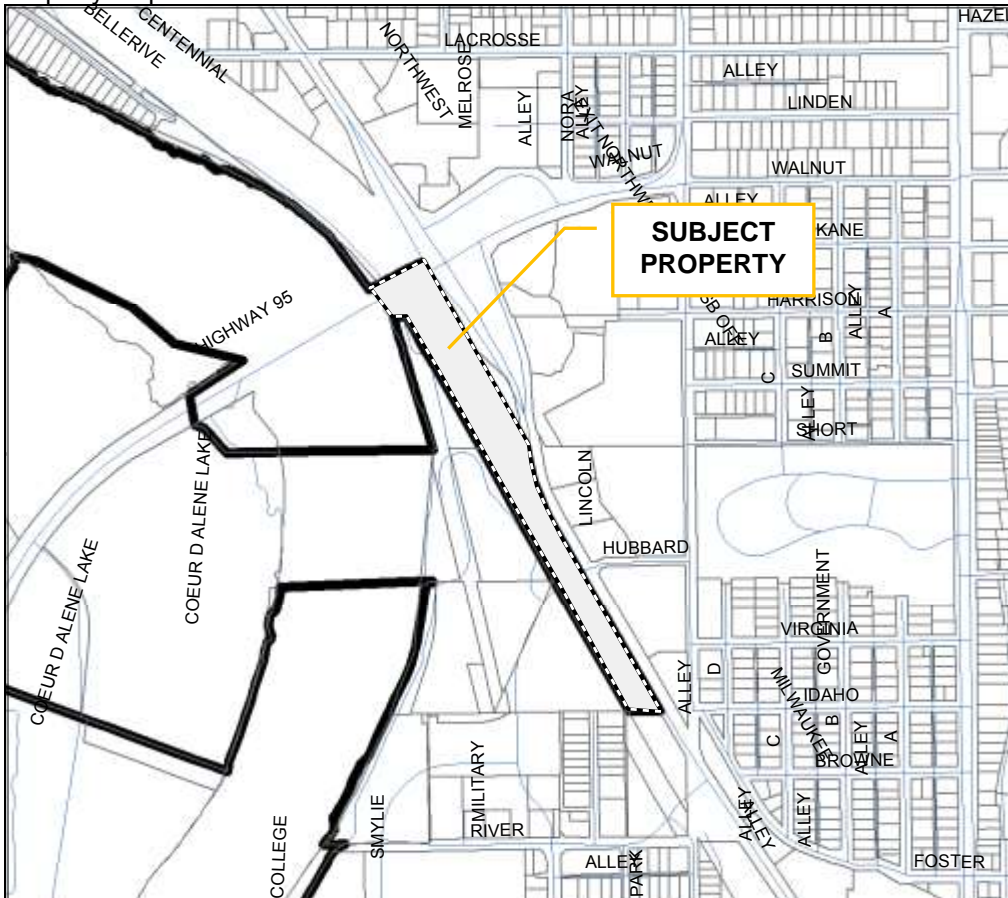 HAZEL
CENTENNIAL
BELLERIVE
NORTHWEST
LACROSSE
MELROSE
ALLEY
ALLEY
LINDEN
NORA
ALLEY
WALNUT
WALNUT
ALLEY
KANE
SUBJECT
PROPERTY
HARRISON
ALLEY
ALLEY
A
B
C
SUMMIT
ALLEY
SHORT
HIGHWAY 95
COEUR D ALENE LAKE
COEUR D ALENE LAKE
LINCOLN
HUBBARD
GOVERNMENT
VIRGINIA
ALLEY
D
MILWAUKEE
IDAHO
C
B
ALLEY
A
BROWNE
MILITARY
SMYLIE
COLLEGE
RIVER
ALLEY
PARK
ALLEY
ALLEY
ALLEY
FOSTER